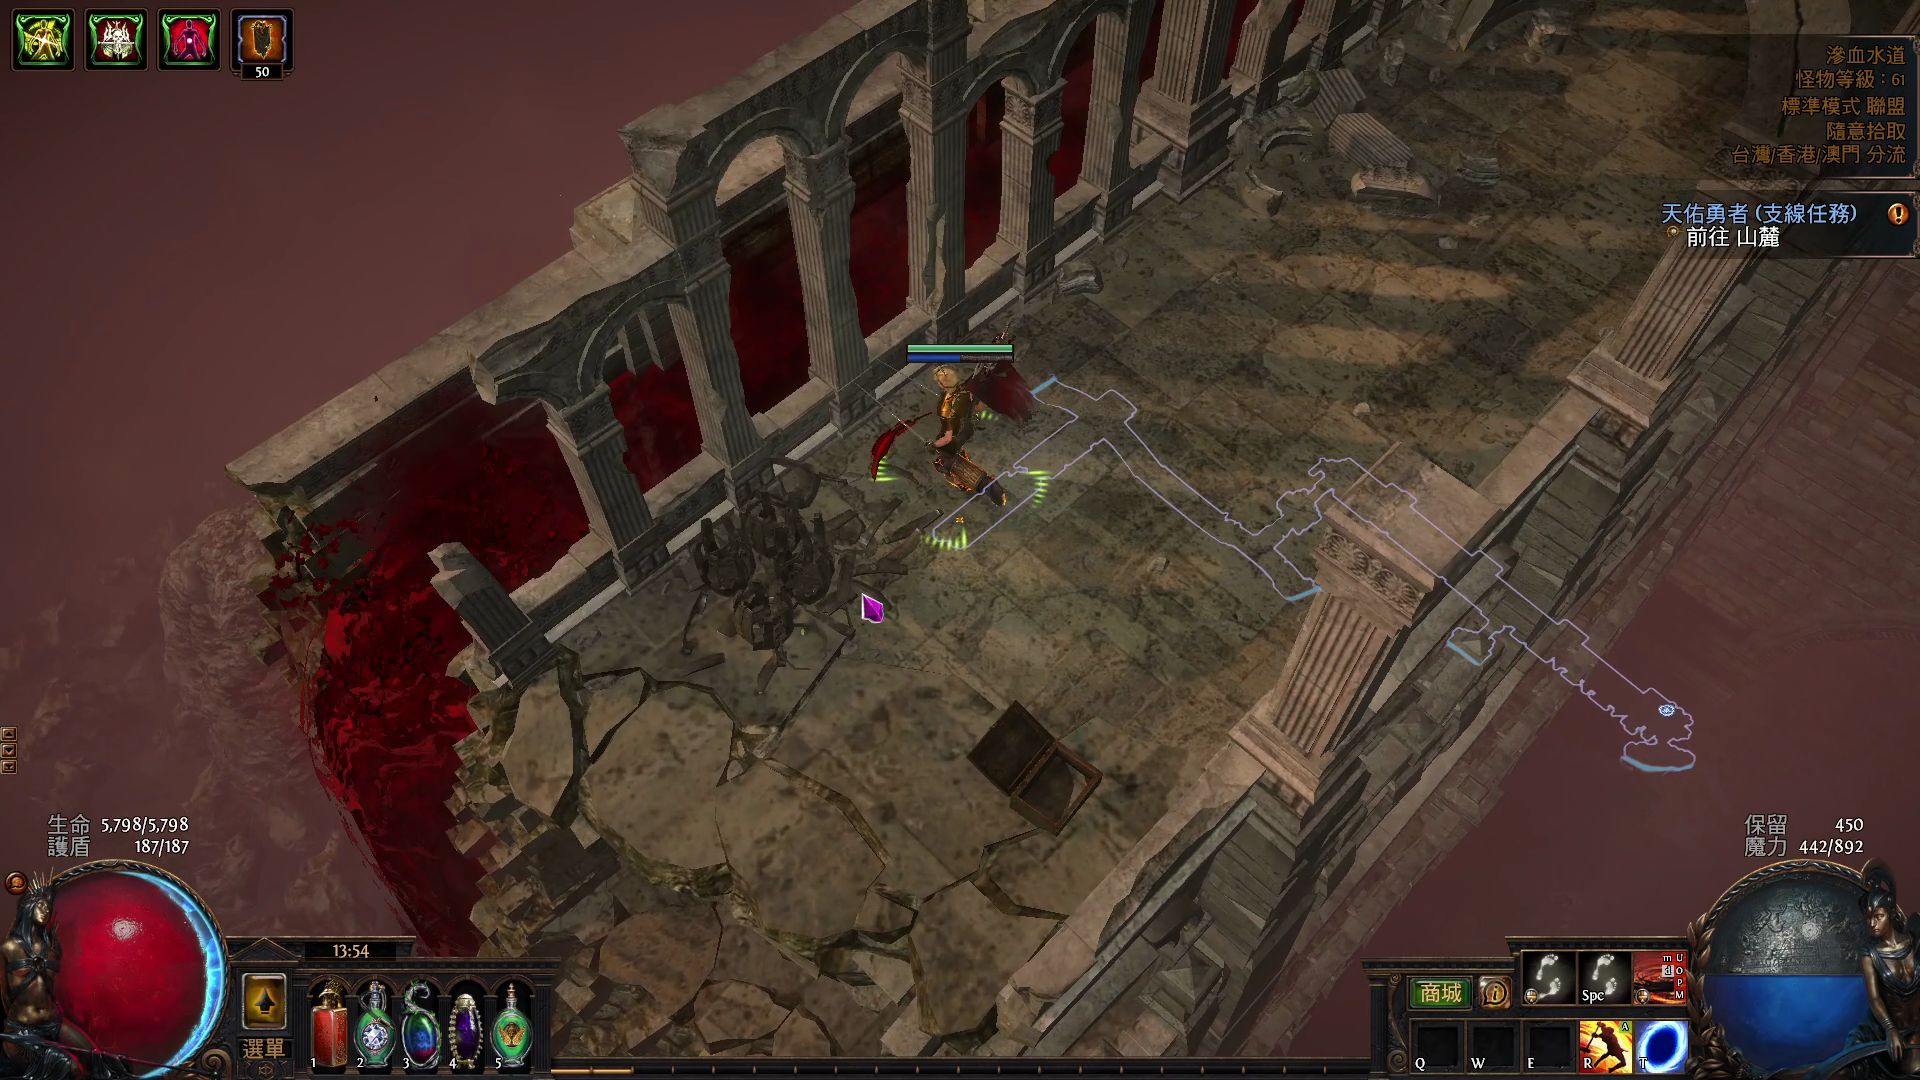 50
滲血水道
怪物等級：61
標準模式 聯盟
隨意拾取
台灣/香港/澳門 分流
天佑勇者 (支線任務)
前往 山麓
生命 5,798/5,798
護盾 187/187
保留 450
魔力 442/892
13:54
選單
1 2 3 4 5
商城
Spc
Q W E R T
A